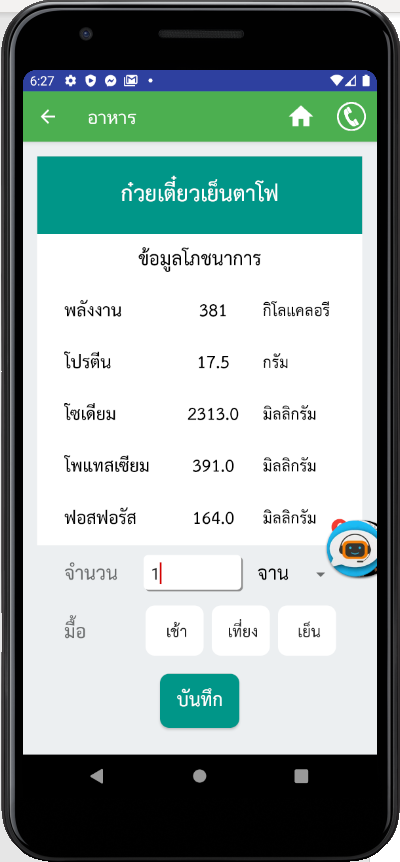 6:27
อาหาร
ก๋วยเตี๋ยวเย็นตาโฟ
ข้อมูลโภชนาการ
พลังงาน 381 กิโลแคลอรี
โปรตีน 17.5 กรัม
โซเดียม 2313.0 มิลลิกรัม
โพแทสเซียม 391.0 มิลลิกรัม
ฟอสฟอรัส 164.0 มิลลิกรัม
จำนวน 1 จาน
มื้อ เช้า เที่ยง เย็น
บันทึก